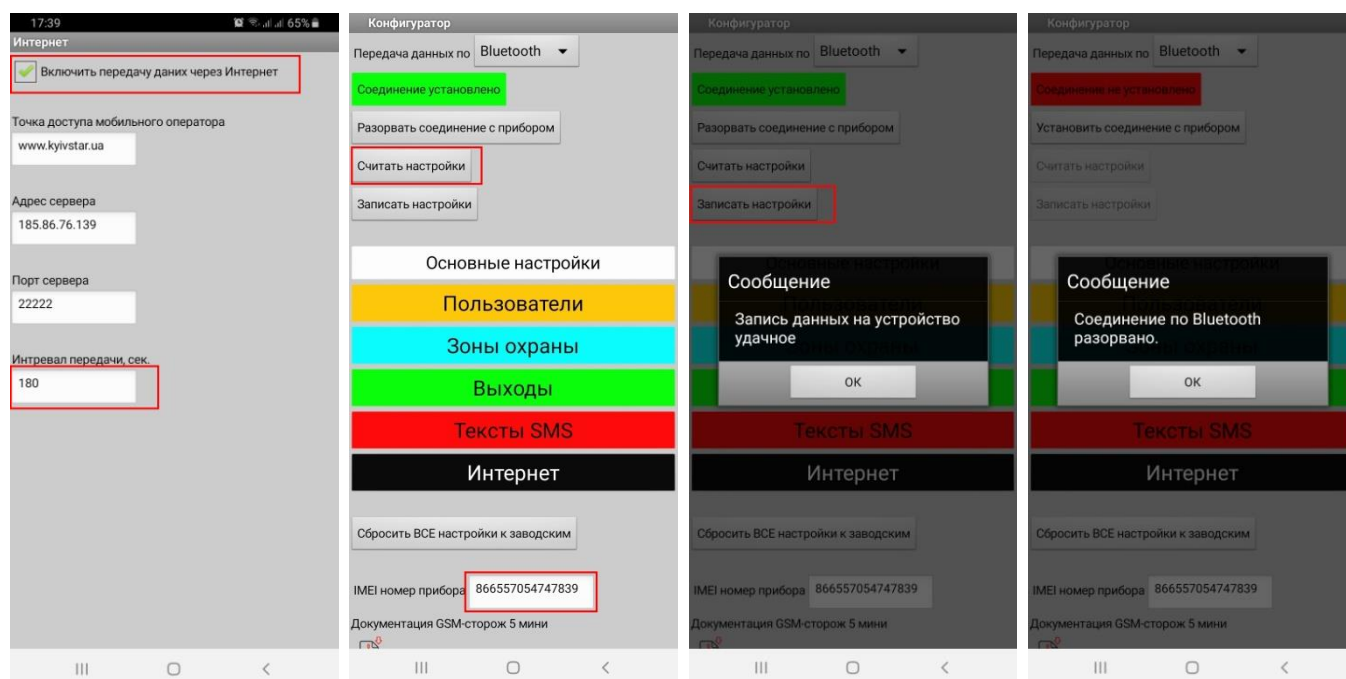 17:39
65%
Интернет
Включить передачу даних через Интернет
Точка доступа мобильного оператора
www.kyivstar.ua
Адрес сервера
185.86.76.139
Порт сервера
22222
Интревал передачи, сек.
180
Конфигуратор
Передача данных по Bluetooth
Соединение установлено
Разорвать соединение с прибором
Считать настройки
Записать настройки
Основные настройки
Пользователи
Зоны охраны
Выходы
Тексты SMS
Интернет
Сбросить ВСЕ настройки к заводским
IMEI номер прибора 866557054747839
Документация GSM-сторож 5 мини
Конфигуратор
Передача данных по Bluetooth
Соединение установлено
Разорвать соединение с прибором
Считать настройки
Записать настройки
Сообщение
Запись данных на устройство
удачное
ОК
Тексты SMS
Интернет
Сбросить ВСЕ настройки к заводским
IMEI номер прибора 866557054747839
Документация GSM-сторож 5 мини
Конфигуратор
Передача данных по Bluetooth
Соединение не установлено
Установить соединение с прибором
Считать настройки
Записать настройки
Сообщение
Соединение по Bluetooth
разорвано.
ОК
Тексты SMS
Интернет
Сбросить ВСЕ настройки к заводским
IMEI номер прибора 866557054747839
Документация GSM-сторож 5 мини